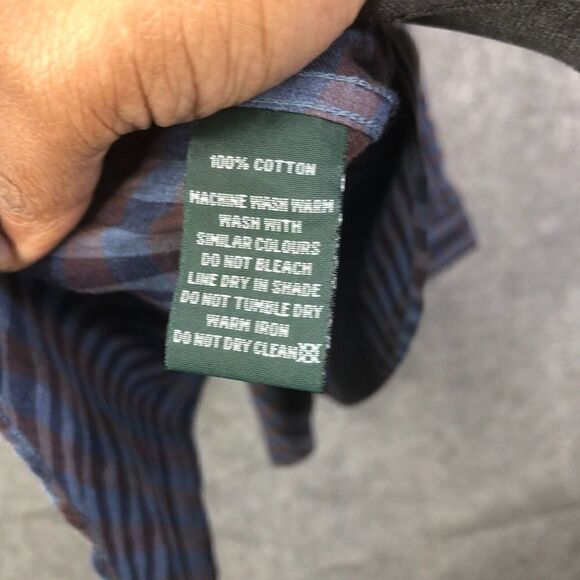 100% COTTON
MACHINE WASH WARM
WASH WITH
SIMILAR COLOURS
DO NOT BLEACH
LINE DRY IN SHADE
DO NOT TUMBLE DRY
WARM IRON
DO NOT DRY CLEAN